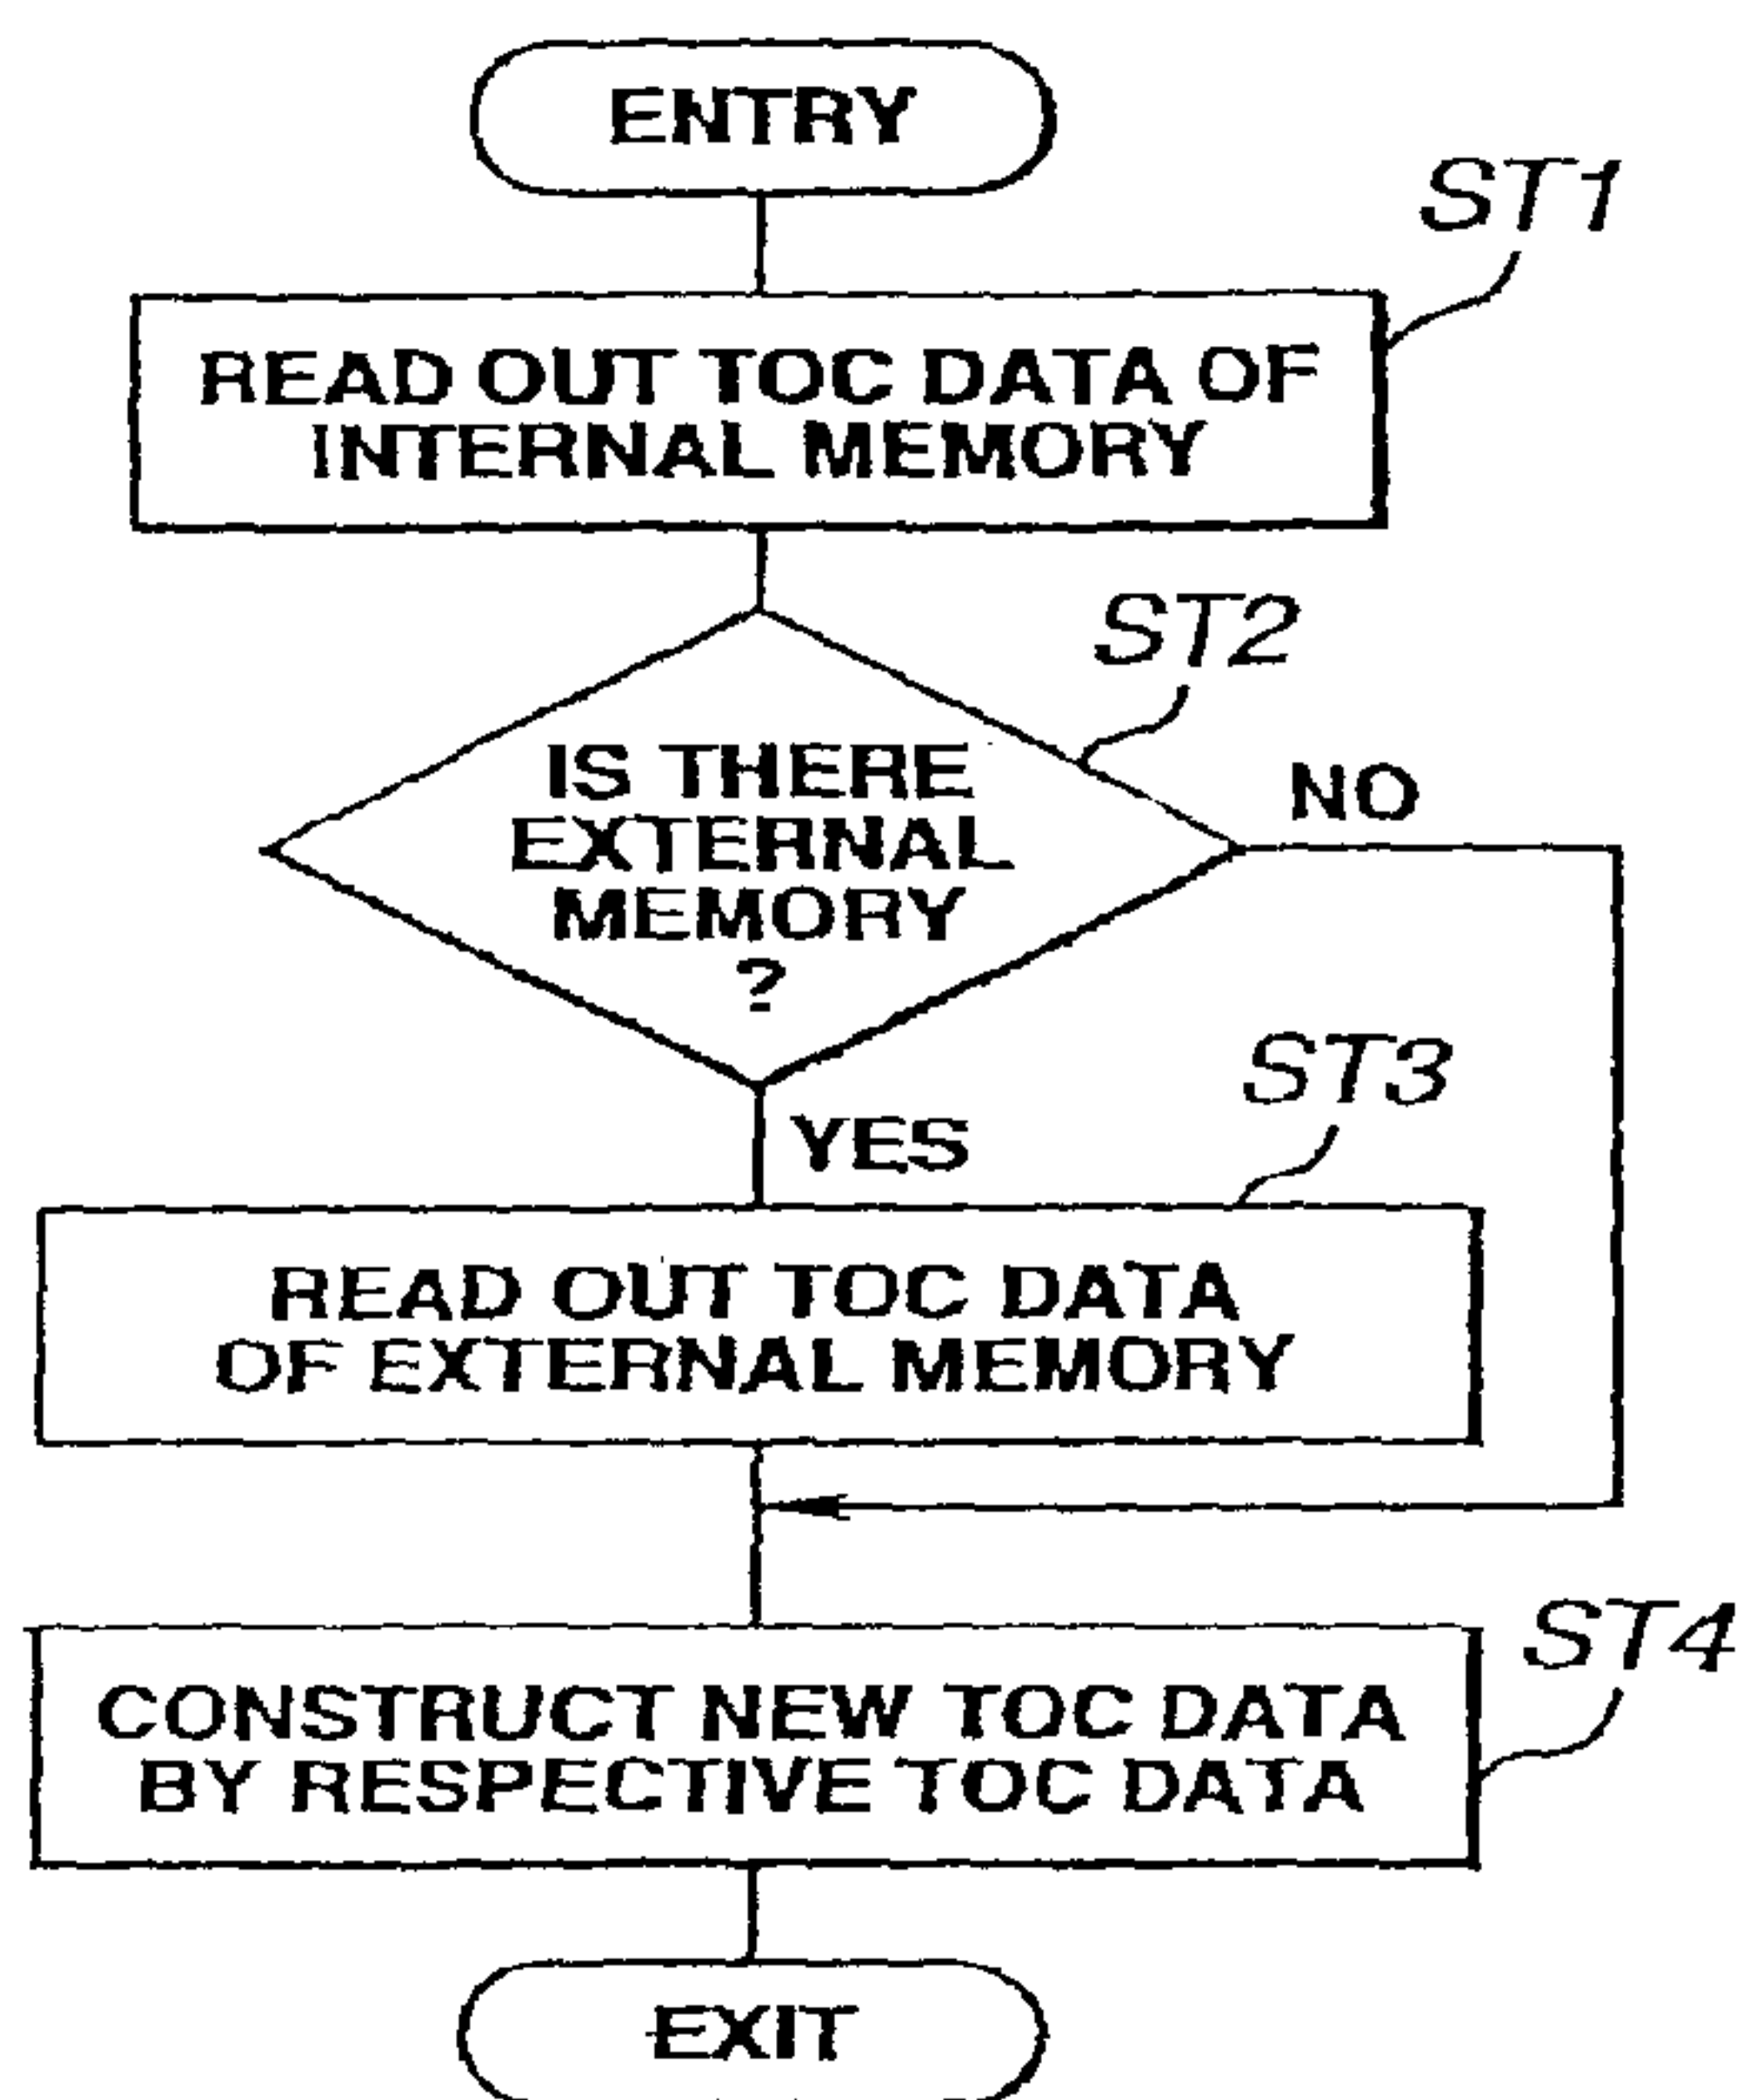 ENTRY
ST1
READ OUT TOC DATA OF
INTERNAL MEMORY
ST2
IS THERE
EXTERNAL
MEMORY
?
NO
YES
ST3
READ OUT TOC DATA
OF EXTERNAL MEMORY
ST4
CONSTRUCT NEW TOC DATA
BY RESPECTIVE TOC DATA
EXIT